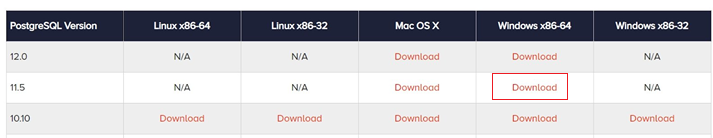 PostgreSQL Version Linux x86-64 Linux x86-32 Mac OS X Windows x86-64 Windows x86-32
12.0 N/A N/A Download Download N/A
11.5 N/A N/A Download Download N/A
10.10 Download Download Download Download Download